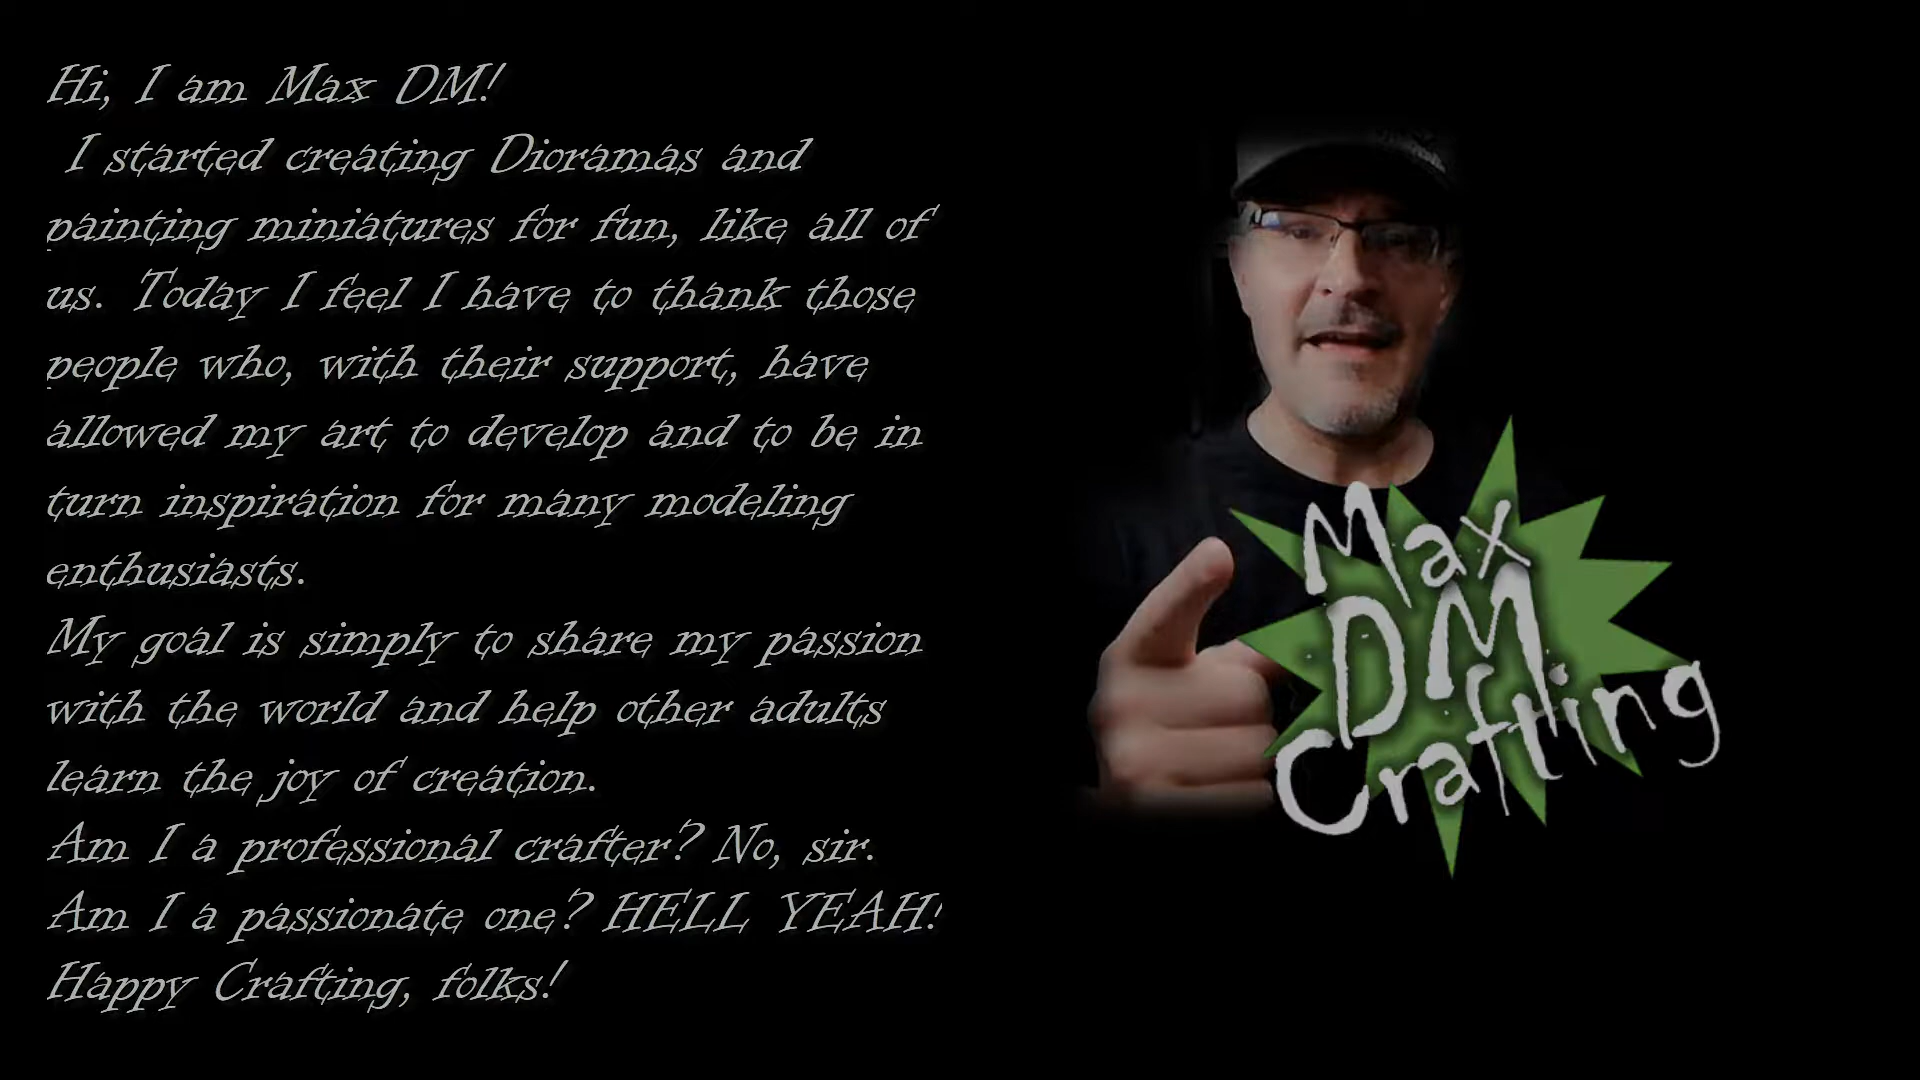 Hi, I am Max DM!
I started creating Dioramas and
painting miniatures for fun, like all of
us. Today I feel I have to thank those
people who, with their support, have
allowed my art to develop and to be in
turn inspiration for many modeling
enthusiasts.
My goal is simply to share my passion
with the world and help other adults
learn the joy of creation.
Am I a professional crafter? No, sir.
Am I a passionate one? HELL YEAH!
Happy Crafting, folks!
Max
DM
Crafting